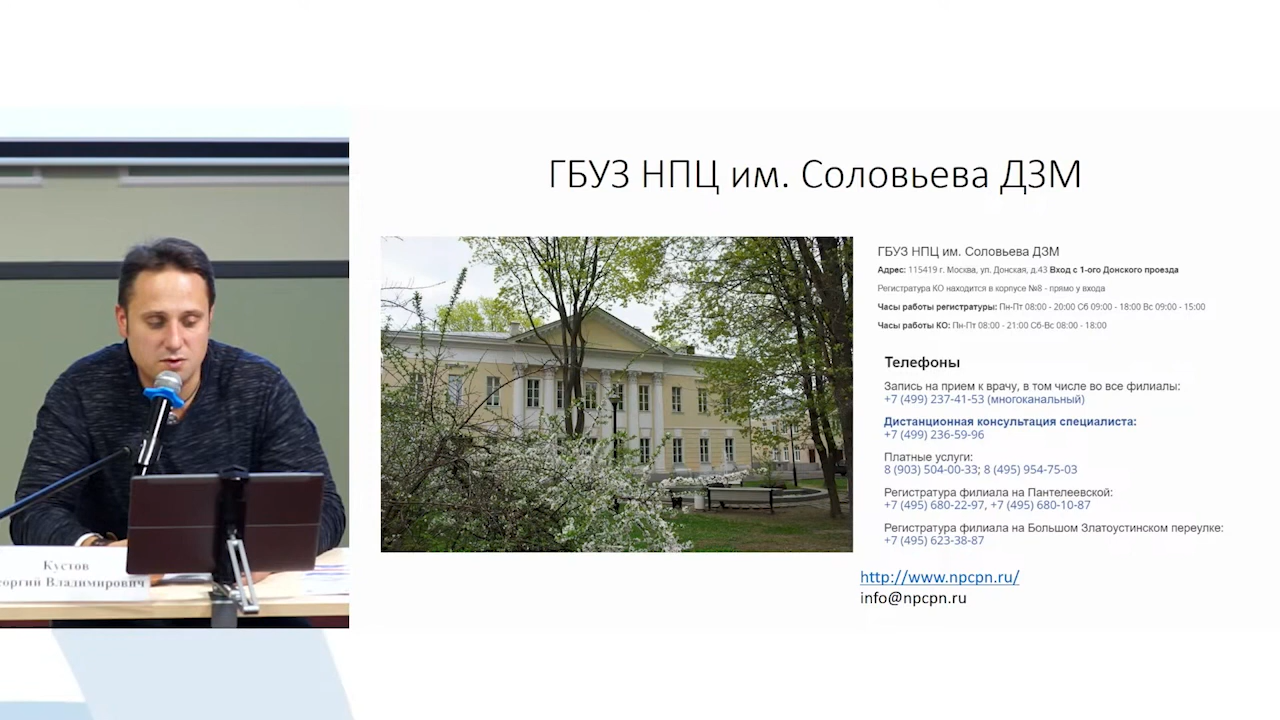 ГБУЗ НПЦ им. Соловьева ДЗМ
ГБУЗ НПЦ им. Соловьева ДЗМ
Адрес: 115419 г. Москва, ул. Донская, д.43 Вход с 1-ого Донского проезда
Регистратура КО находится в корпусе №8 - прямо у входа
Часы работы регистратуры: Пн-Пт 08:00 - 20:00 Сб 09:00 - 18:00 Вс 09:00 - 15:00
Часы работы КО: Пн-Пт 08:00 - 21:00 Сб-Вс 08:00 - 18:00
Телефоны
Запись на прием к врачу, в том числе во все филиалы:
+7 (499) 237-41-53 (многоканальный)
Дистанционная консультация специалиста:
+7 (499) 236-59-96
Платные услуги:
8 (903) 504-00-33; 8 (495) 954-75-03
Регистратура филиала на Пантелеевской:
+7 (495) 680-22-97, +7 (495) 680-10-87
Регистратура филиала на Большом Златоустинском переулке:
+7 (495) 623-38-87
http://www.npcpn.ru/
info@npcpn.ru
Кустов
еоргий Владимирович